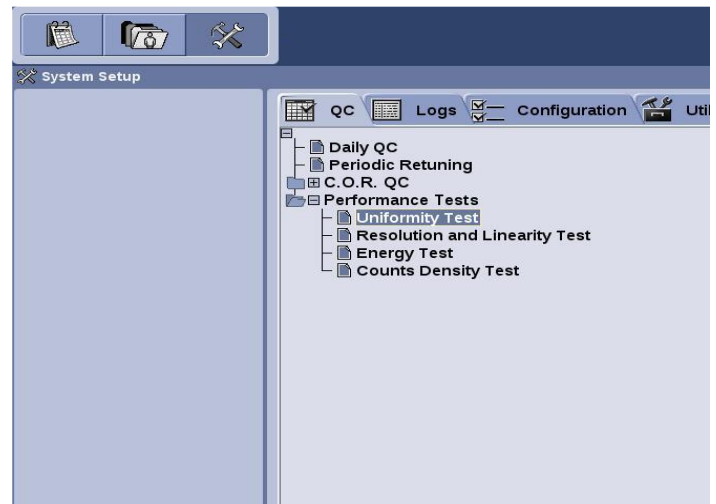 System Setup
QC Logs Configuration Uti
Daily QC
Periodic Retuning
C.O.R. QC
Performance Tests
Uniformity Test
Resolution and Linearity Test
Energy Test
Counts Density Test